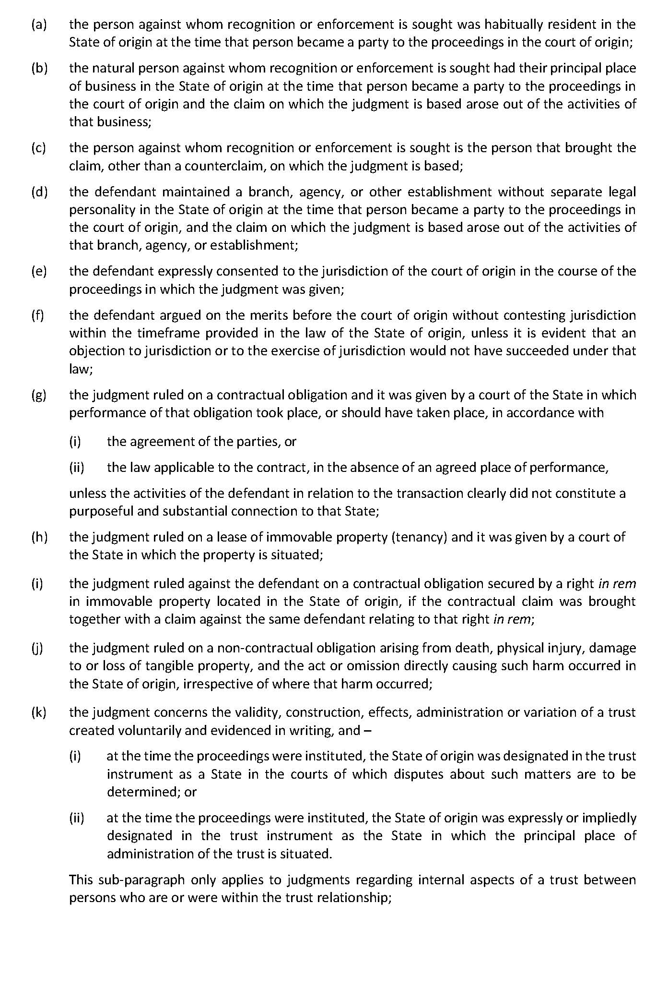 (a) the person against whom recognition or enforcement is sought was habitually resident in the
State of origin at the time that person became a party to the proceedings in the court of origin;
(b) the natural person against whom recognition or enforcement is sought had their principal place
of business in the State of origin at the time that person became a party to the proceedings in
the court of origin and the claim on which the judgment is based arose out of the activities of
that business;
(c) the person against whom recognition or enforcement is sought is the person that brought the
claim, other than a counterclaim, on which the judgment is based;
(d) the defendant maintained a branch, agency, or other establishment without separate legal
personality in the State of origin at the time that person became a party to the proceedings in
the court of origin, and the claim on which the judgment is based arose out of the activities of
that branch, agency, or establishment;
(e) the defendant expressly consented to the jurisdiction of the court of origin in the course of the
proceedings in which the judgment was given;
(f) the defendant argued on the merits before the court of origin without contesting jurisdiction
within the timeframe provided in the law of the State of origin, unless it is evident that an
objection to jurisdiction or to the exercise of jurisdiction would not have succeeded under that
law;
(g) the judgment ruled on a contractual obligation and it was given by a court of the State in which
performance of that obligation took place, or should have taken place, in accordance with
(i) the agreement of the parties, or
(ii) the law applicable to the contract, in the absence of an agreed place of performance,
unless the activities of the defendant in relation to the transaction clearly did not constitute a
purposeful and substantial connection to that State;
(h) the judgment ruled on a lease of immovable property (tenancy) and it was given by a court of
the State in which the property is situated;
(i) the judgment ruled against the defendant on a contractual obligation secured by a right in rem
in immovable property located in the State of origin, if the contractual claim was brought
together with a claim against the same defendant relating to that right in rem;
(j) the judgment ruled on a non-contractual obligation arising from death, physical injury, damage
to or loss of tangible property, and the act or omission directly causing such harm occurred in
the State of origin, irrespective of where that harm occurred;
(k) the judgment concerns the validity, construction, effects, administration or variation of a trust
created voluntarily and evidenced in writing, and –
(i) at the time the proceedings were instituted, the State of origin was designated in the trust
instrument as a State in the courts of which disputes about such matters are to be
determined; or
(ii) at the time the proceedings were instituted, the State of origin was expressly or impliedly
designated in the trust instrument as the State in which the principal place of
administration of the trust is situated.
This sub-paragraph only applies to judgments regarding internal aspects of a trust between
persons who are or were within the trust relationship;